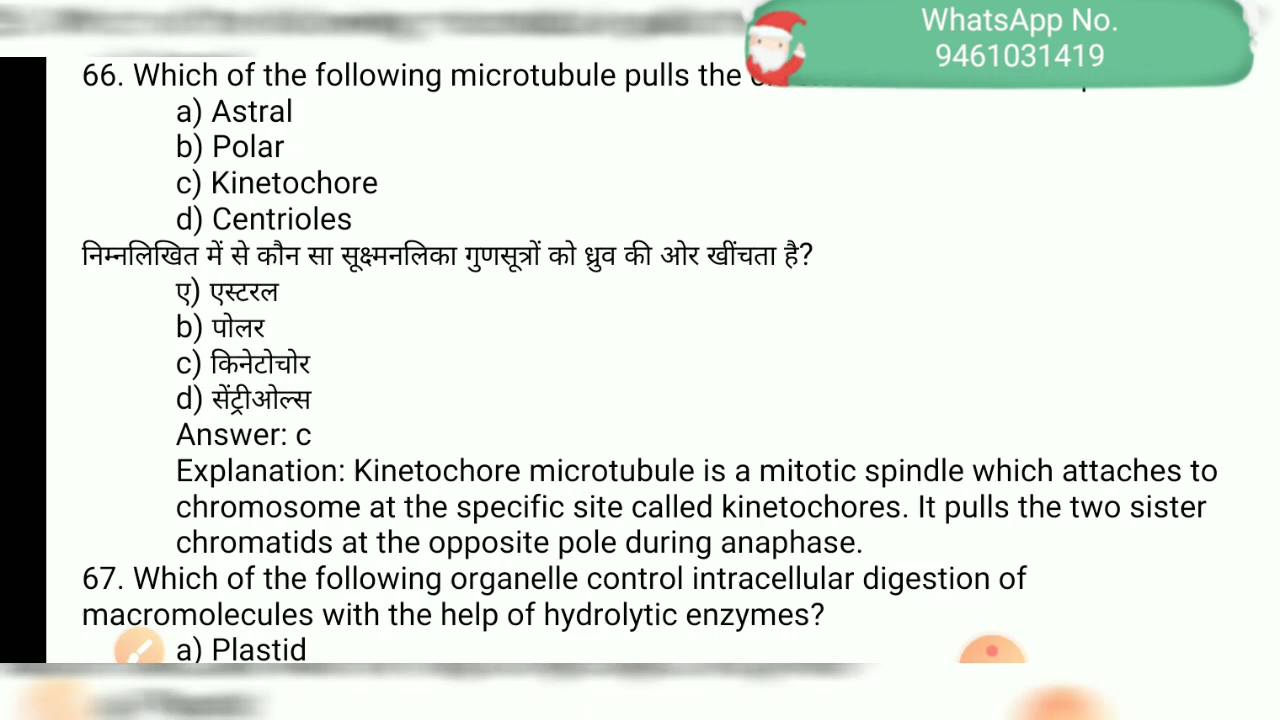 WhatsApp No.
9461031419
66. Which of the following microtubule pulls the
a) Astral
b) Polar
c) Kinetochore
d) Centrioles
निम्नलिखित में से कौन सा सूक्ष्मनलिका गुणसूत्रों को ध्रुव की ओर खींचता है?
ए) एस्टरल
b) पोलर
c) किनेटोचोर
d) सेंट्रीओल्स
Answer: c
Explanation: Kinetochore microtubule is a mitotic spindle which attaches to
chromosome at the specific site called kinetochores. It pulls the two sister
chromatids at the opposite pole during anaphase.
67. Which of the following organelle control intracellular digestion of
macromolecules with the help of hydrolytic enzymes?
a) Plastid